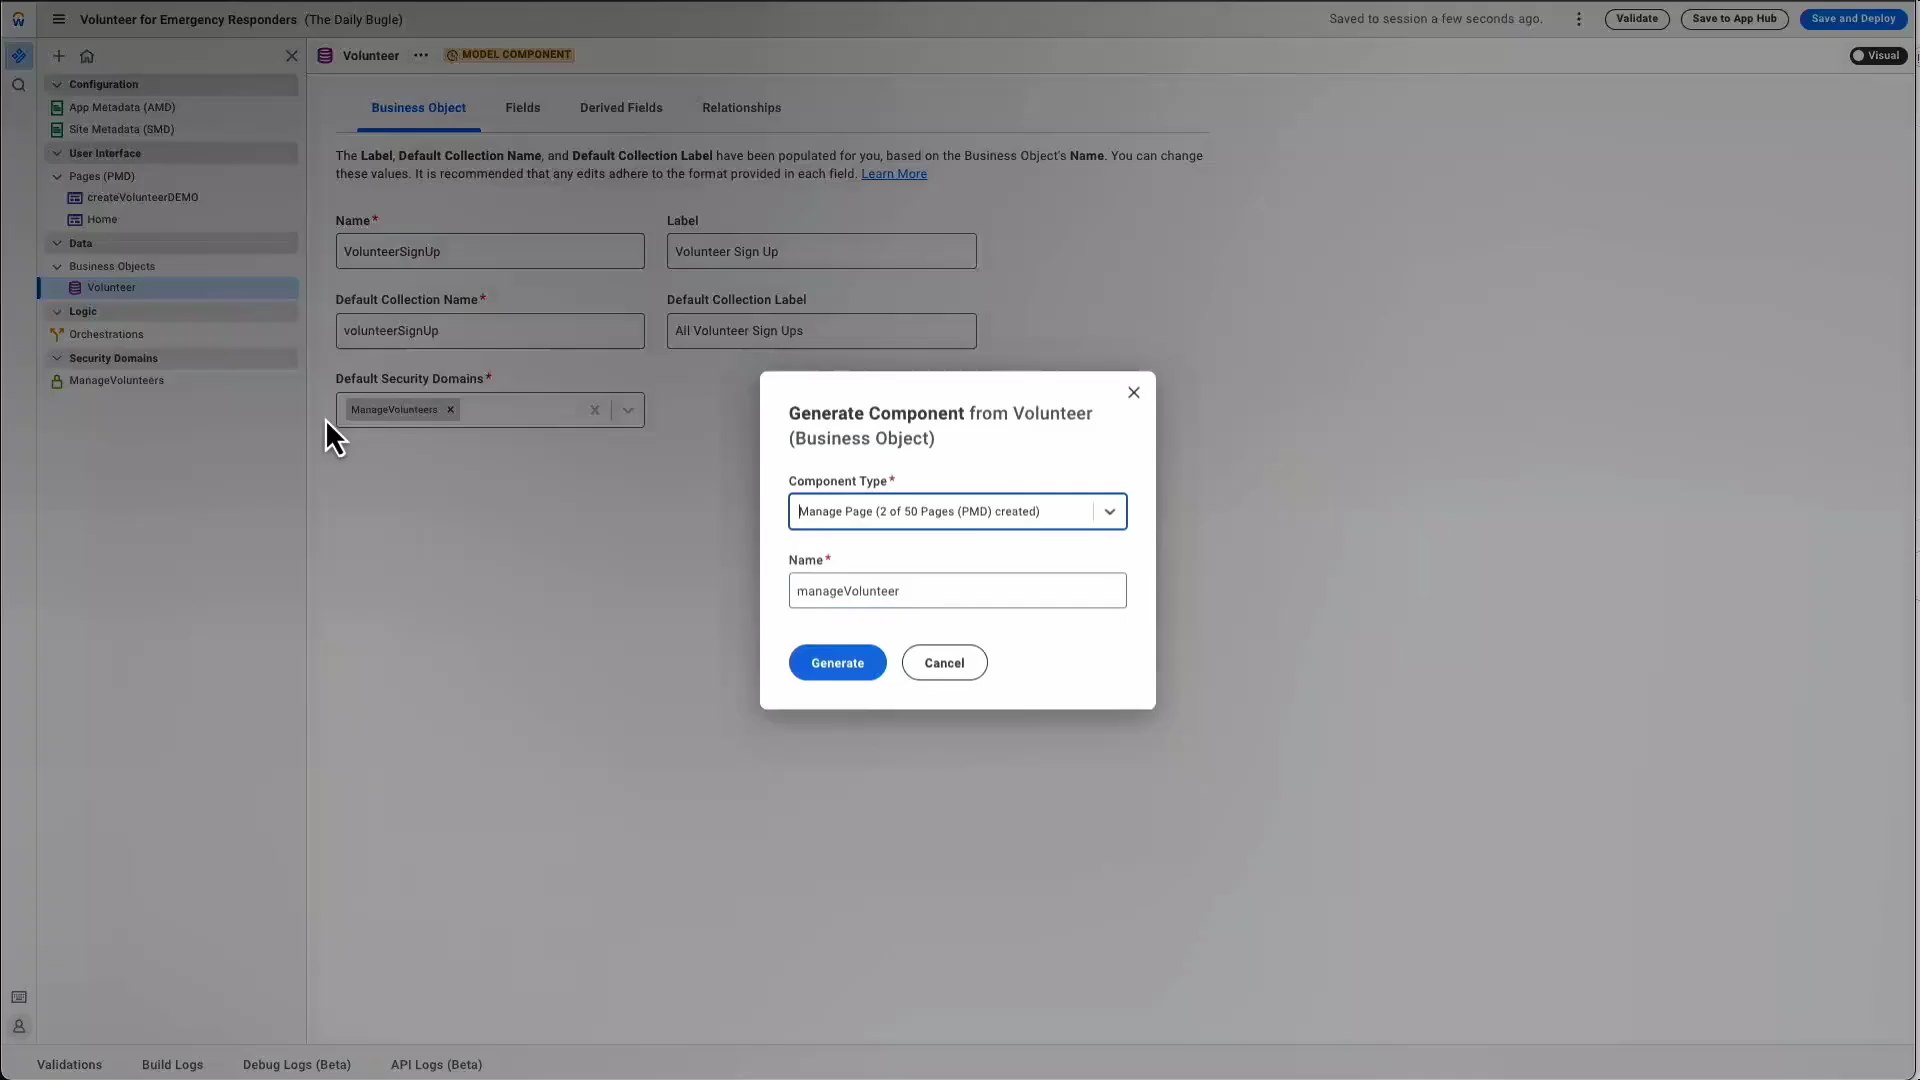 Volunteer for Emergency Responders (The Daily Bugle)
Saved to session a few seconds ago.
Validate
Save to App Hub
Save and Deploy
Configuration
App Metadata (AMD)
Site Metadata (SMD)
User Interface
Pages (PMD)
createVolunteerDEMO
Home
Data
Business Objects
Volunteer
Logic
Orchestrations
Security Domains
ManageVolunteers
Volunteer
MODEL COMPONENT
Visual
Business Object
Fields
Derived Fields
Relationships
The Label, Default Collection Name, and Default Collection Label have been populated for you, based on the Business Object's Name. You can change
these values. It is recommended that any edits adhere to the format provided in each field. Learn More
Name*
Label
VolunteerSignUp
Volunteer Sign Up
Default Collection Name*
Default Collection Label
volunteerSignUp
All Volunteer Sign Ups
Default Security Domains*
ManageVolunteers
Generate Component from Volunteer
(Business Object)
Component Type*
Manage Page (2 of 50 Pages (PMD) created)
Name*
manageVolunteer
Generate
Cancel
Validations
Build Logs
Debug Logs (Beta)
API Logs (Beta)